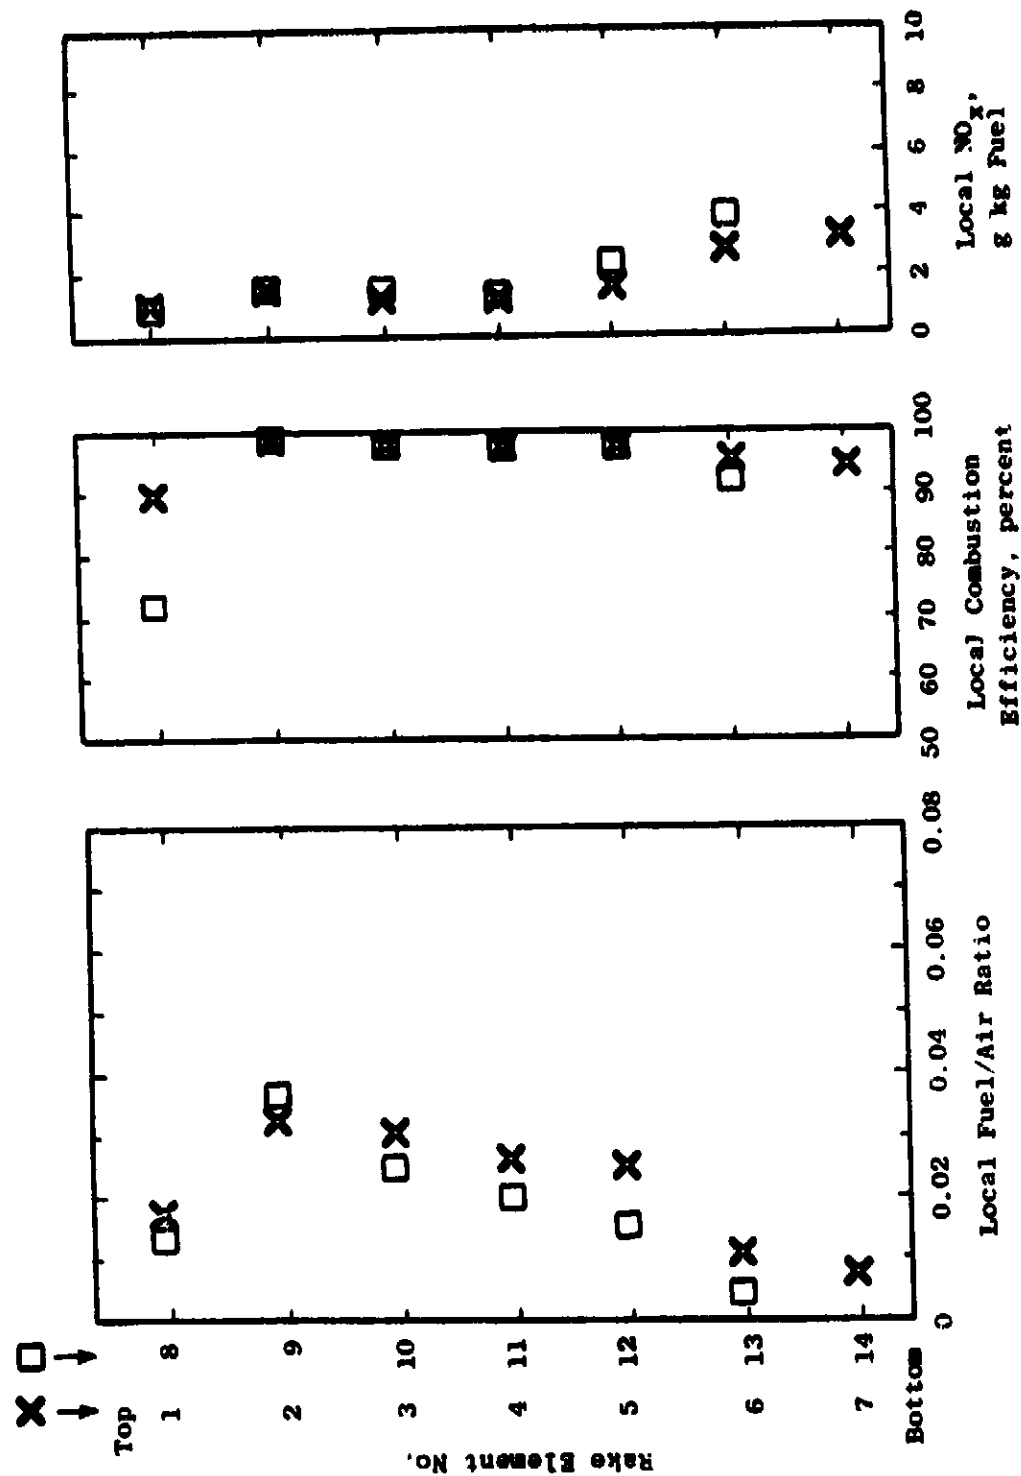 Top
1 8
2 9
3 10
4 11
5 12
6 13
7 14
Bottom
Rake Element No.
0 0.02 0.04 0.06 0.08
Local Fuel/Air Ratio
50 60 70 80 90 100
Local Combustion
Efficiency, percent
0 2 4 6 8 10
Local NOx,
g kg Fuel